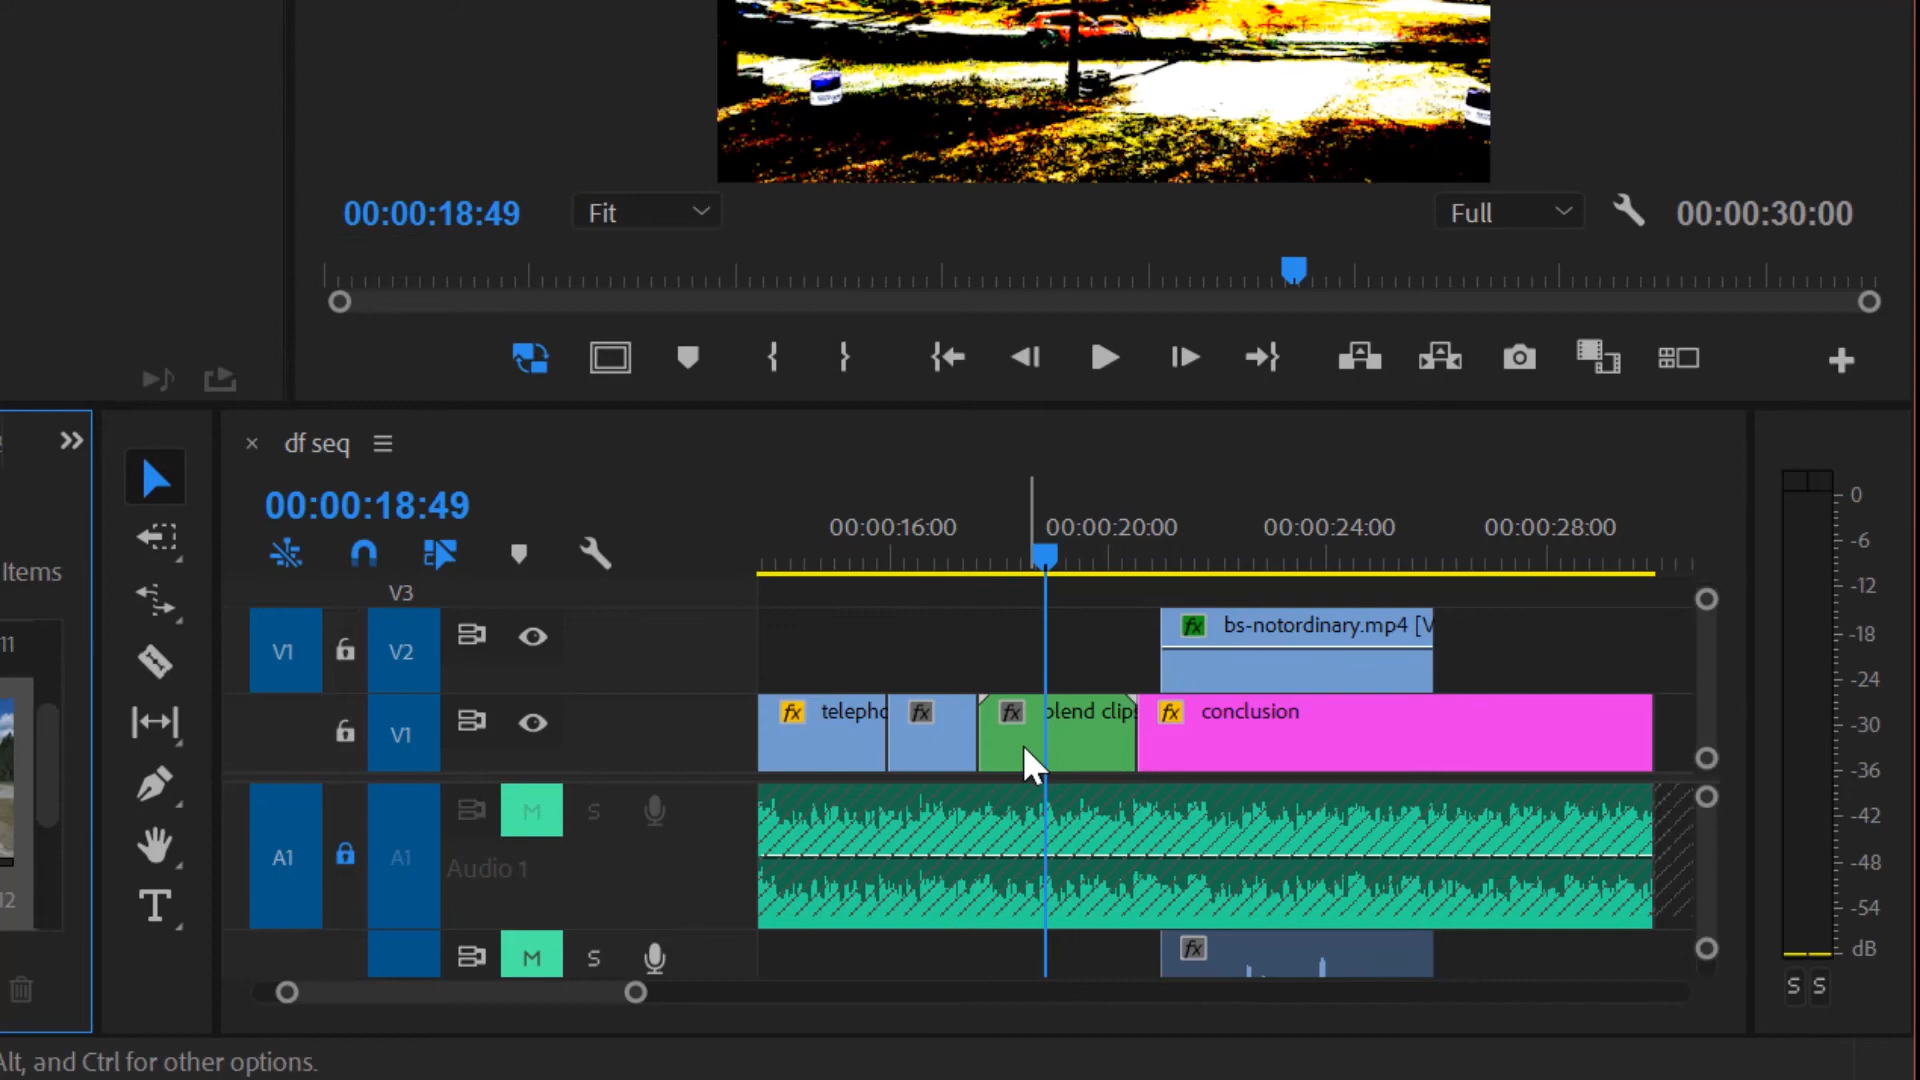 00:00:18:49
Fit
Full
00:00:30:00
df seq
00:00:18:49
00:00:16:00
00:00:20:00
00:00:24:00
00:00:28:00
Items
11
12
V3
V1
V2
fx
bs-notordinary.mp4 [V
V1
fx
telepho
fx
fx
blend clips
fx
conclusion
A1
A1
M
S
Audio 1
M
S
fx
0
-6
-12
-18
-24
-30
-36
-42
-48
-54
dB
S
S
Alt, and Ctrl for other options.